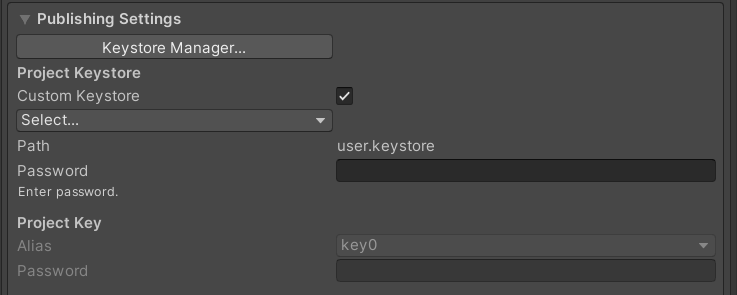 Publishing Settings
Keystore Manager...
Project Keystore
Custom Keystore
Select...
Path user.keystore
Password
Enter password.
Project Key
Alias key0
Password